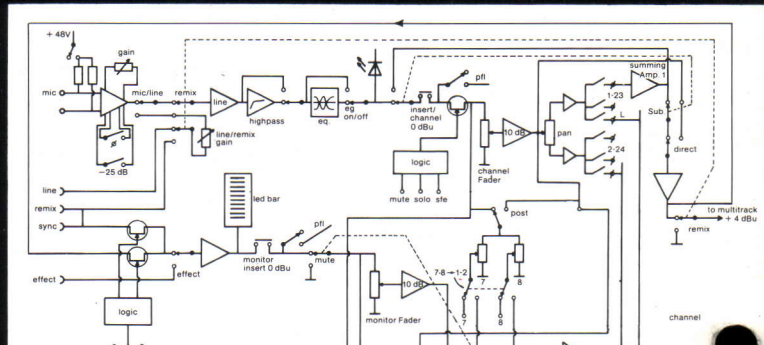 + 48V
gain
mic
mic/line
remix
line
highpass
eq.
eg
on/off
insert/
channel
0 dBu
pfl
summing
Amp. 1
1-23
L
Sub
10 dB
pan
2-24
direct
line/remix
gain
-25 dB
ø
logic
mute solo sfe
channel
Fader
line
remix
sync
effect
led bar
pfl
post
to multitrack
+ 4 dBu
remix
effect
monitor
insert 0 dBu
mute
7-8 → 1-2
10 dB
7
8
7
8
logic
monitor Fader
channel